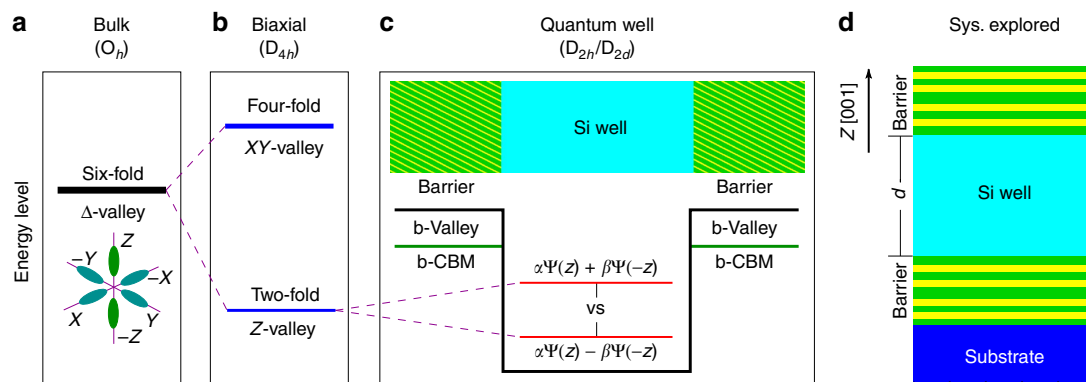 a
Bulk
(Oh)
Energy level
Six-fold
Δ-valley
Z
–Y
–X
X
Y
–Z
b
Biaxial
(D4h)
Four-fold
XY-valley
Two-fold
Z-valley
c
Quantum well
(D2h/D2d)
Si well
Barrier
Barrier
b-Valley
b-Valley
b-CBM
b-CBM
αΨ(z) + βΨ(-z)
vs
αΨ(z) – βΨ(-z)
d
Sys. explored
Z [001]
Barrier
d
Si well
Barrier
Substrate